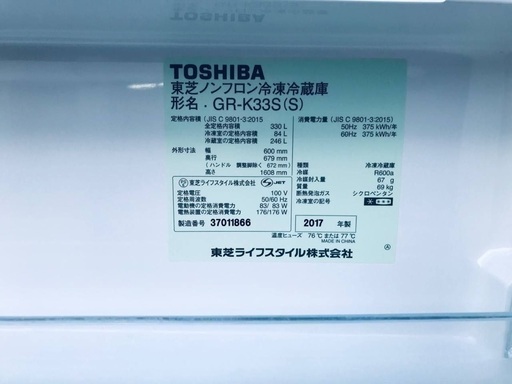 TOSHIBA
東芝ノンフロン冷凍冷蔵庫
形名. GR-K33S(S)
定格内容積 (JIS C 9801-3:2015
全定格内容積 330 L
冷凍室の定格内容積 84 L
冷蔵室の定格内容積 246 L
外形寸法 幅 600 mm
奥行 679 mm
(ハンドル 調整脚除く 672 mm)
高さ 1608 mm
東芝ライフスタイル株式会社 JET
定格電圧 100 V
定格周波数 50/60 Hz
電動機の定格消費電力 83/ 83 W
電熱装置の定格消費電力 176/176 W
製造番号 37011866
消費電力量 (JIS C 9801-3:2015)
50Hz 375 kWh/年
60Hz 375 kWh/年
種類 冷凍冷蔵庫
冷媒 R600a
冷媒封入量 67 g
質量 69 kg
断熱発泡ガス シクロペンタン
冷凍室の記号
2017 年製
温度ヒューズ 76℃ または 77℃
MADE IN CHINA
A
東芝ライフスタイル株式会社